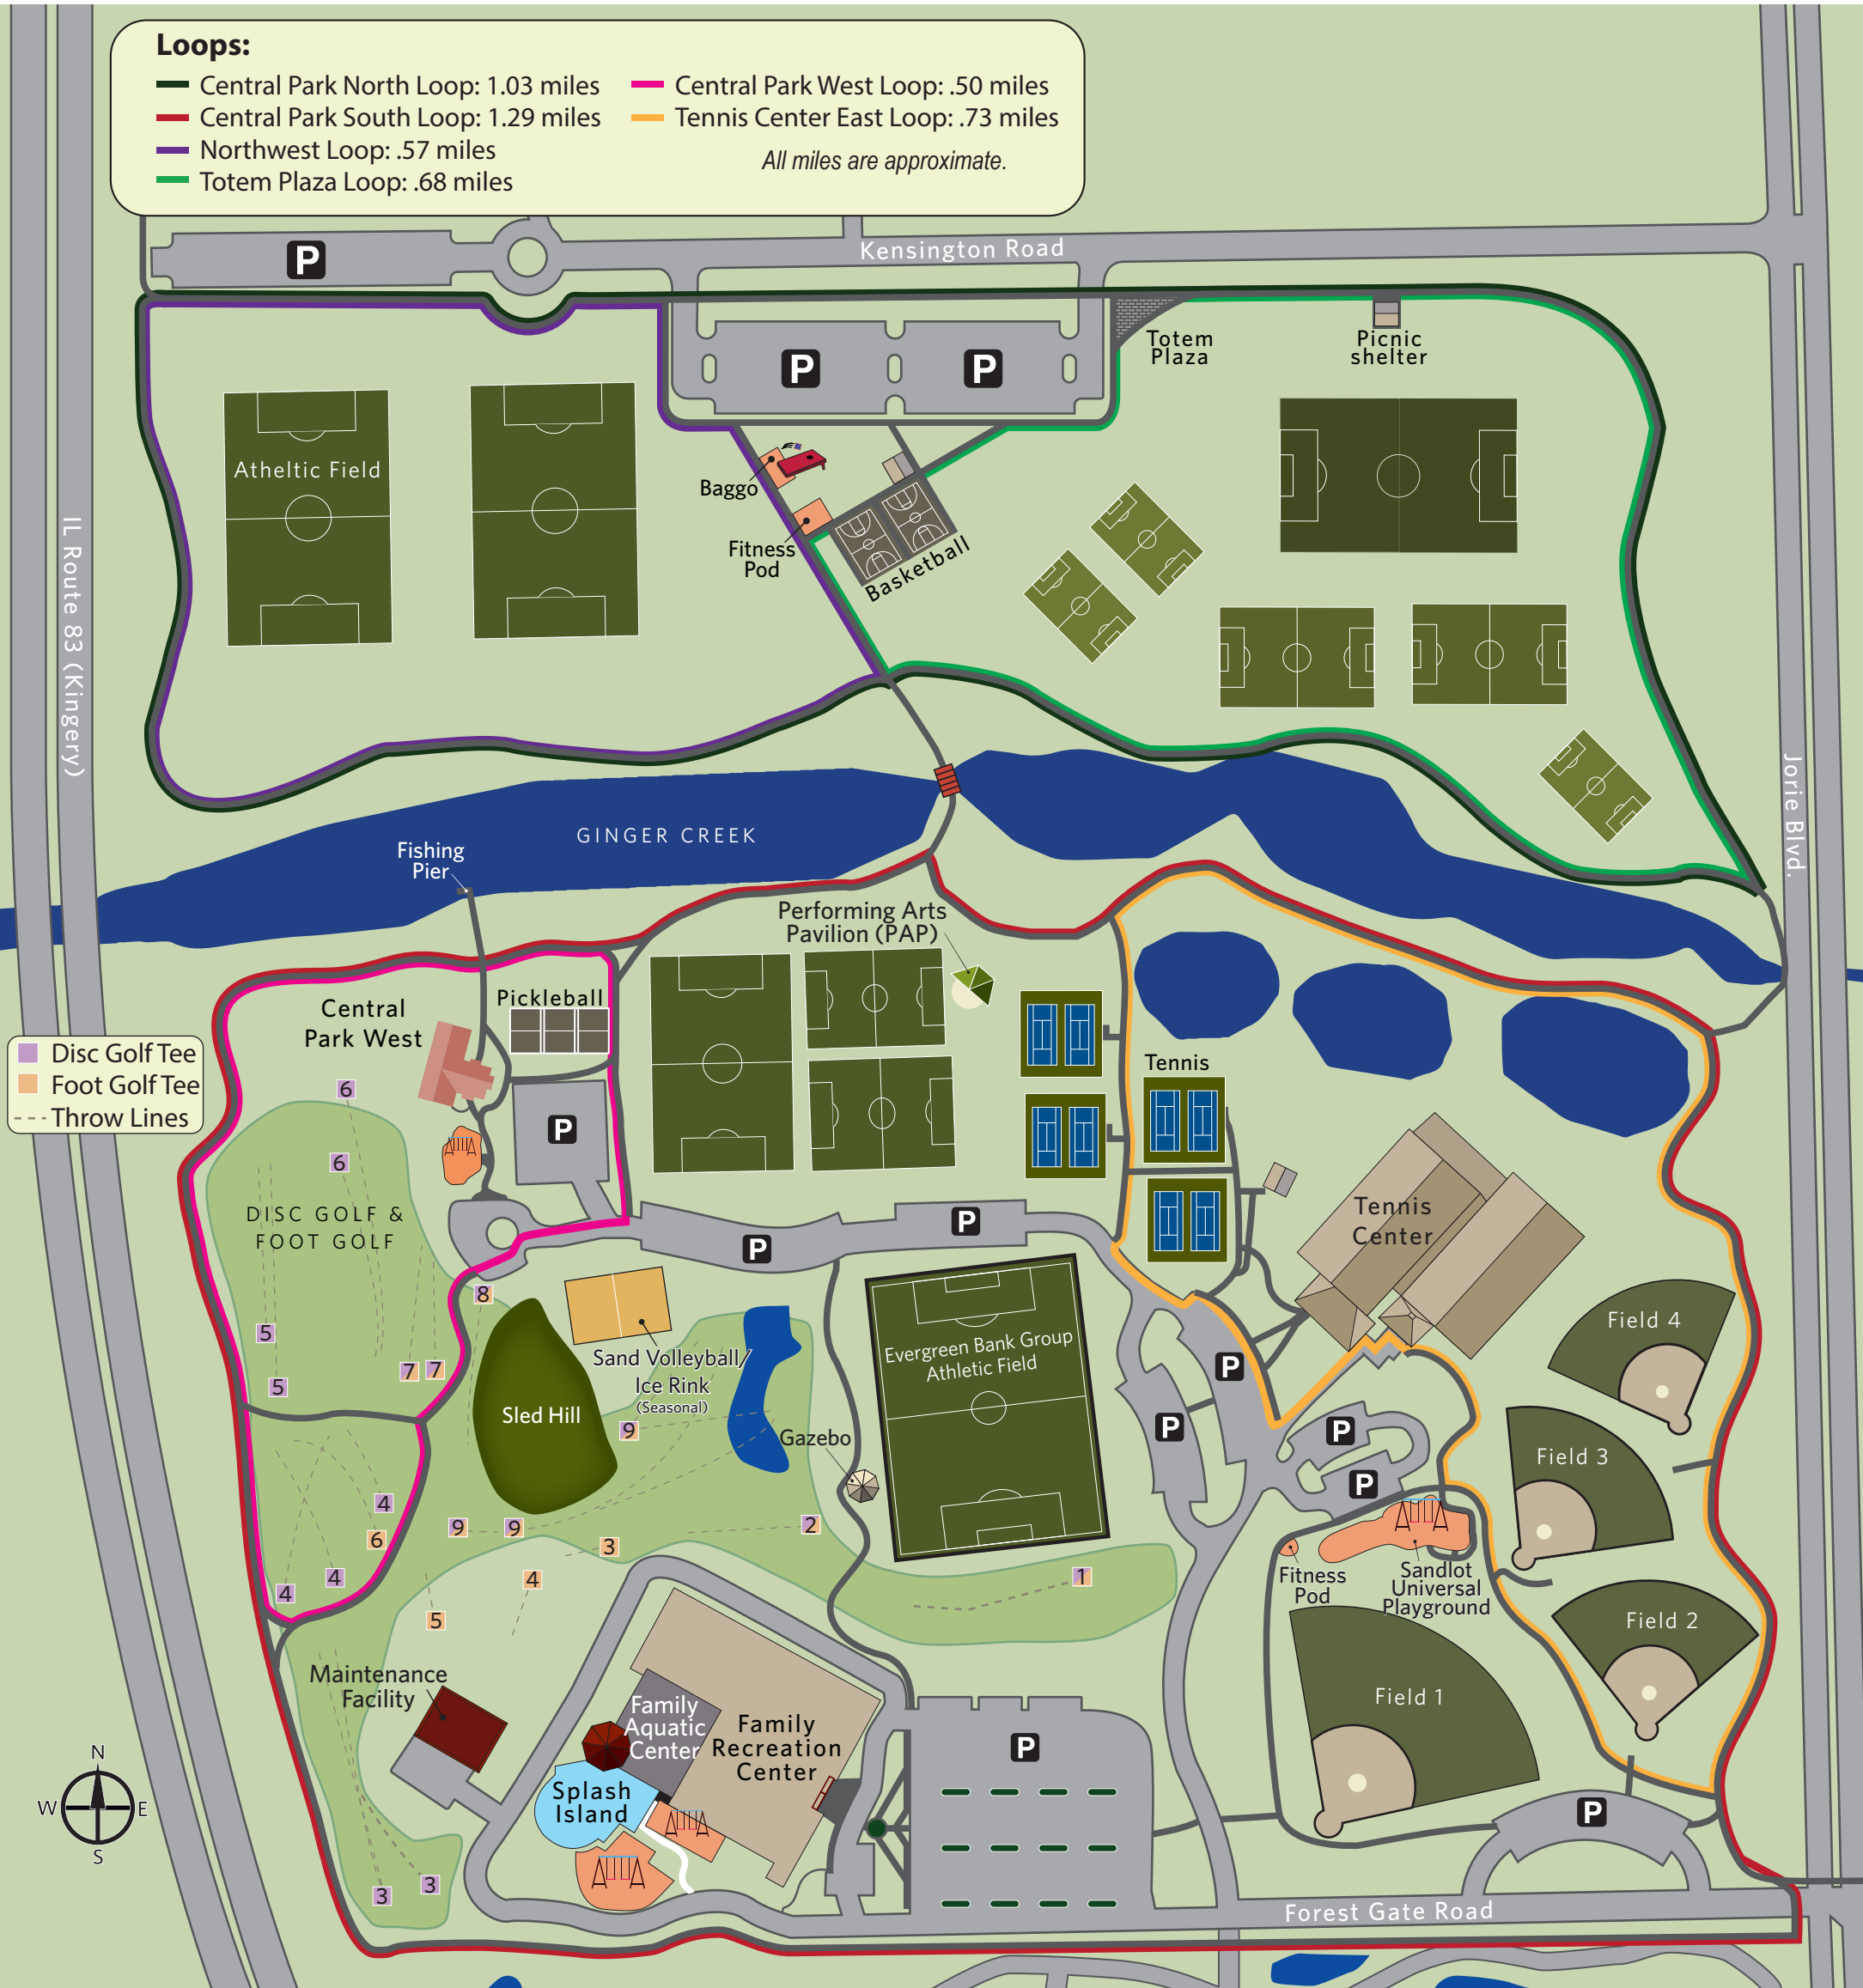 Loops:
Central Park North Loop: 1.03 miles
Central Park South Loop: 1.29 miles
Northwest Loop: .57 miles
Totem Plaza Loop: .68 miles
Central Park West Loop: .50 miles
Tennis Center East Loop: .73 miles
All miles are approximate.
P
Kensington Road
P
P
Totem
Plaza
Picnic
shelter
Atheltic Field
Baggo
Fitness
Pod
Basketball
IL Route 83 (Kingery)
Jorie Blvd.
GINGER CREEK
Fishing
Pier
Performing Arts
Pavilion (PAP)
Central
Park West
Pickleball
Tennis
Disc Golf Tee
Foot Golf Tee
Throw Lines
6
P
6
DISC GOLF &
FOOT GOLF
Tennis
Center
P
P
8
5
7
7
5
Sand Volleyball/
Ice Rink
(Seasonal)
Sled Hill
9
Gazebo
Evergreen Bank Group
Athletic Field
P
P
P
P
Field 4
Field 3
4
6
9
9
2
3
4
4
4
5
1
Fitness
Pod
Sandlot
Universal
Playground
Field 2
Field 1
Maintenance
Facility
Family
Aquatic
Center
Family
Recreation
Center
Splash
Island
P
P
N
W
E
S
3
3
Forest Gate Road